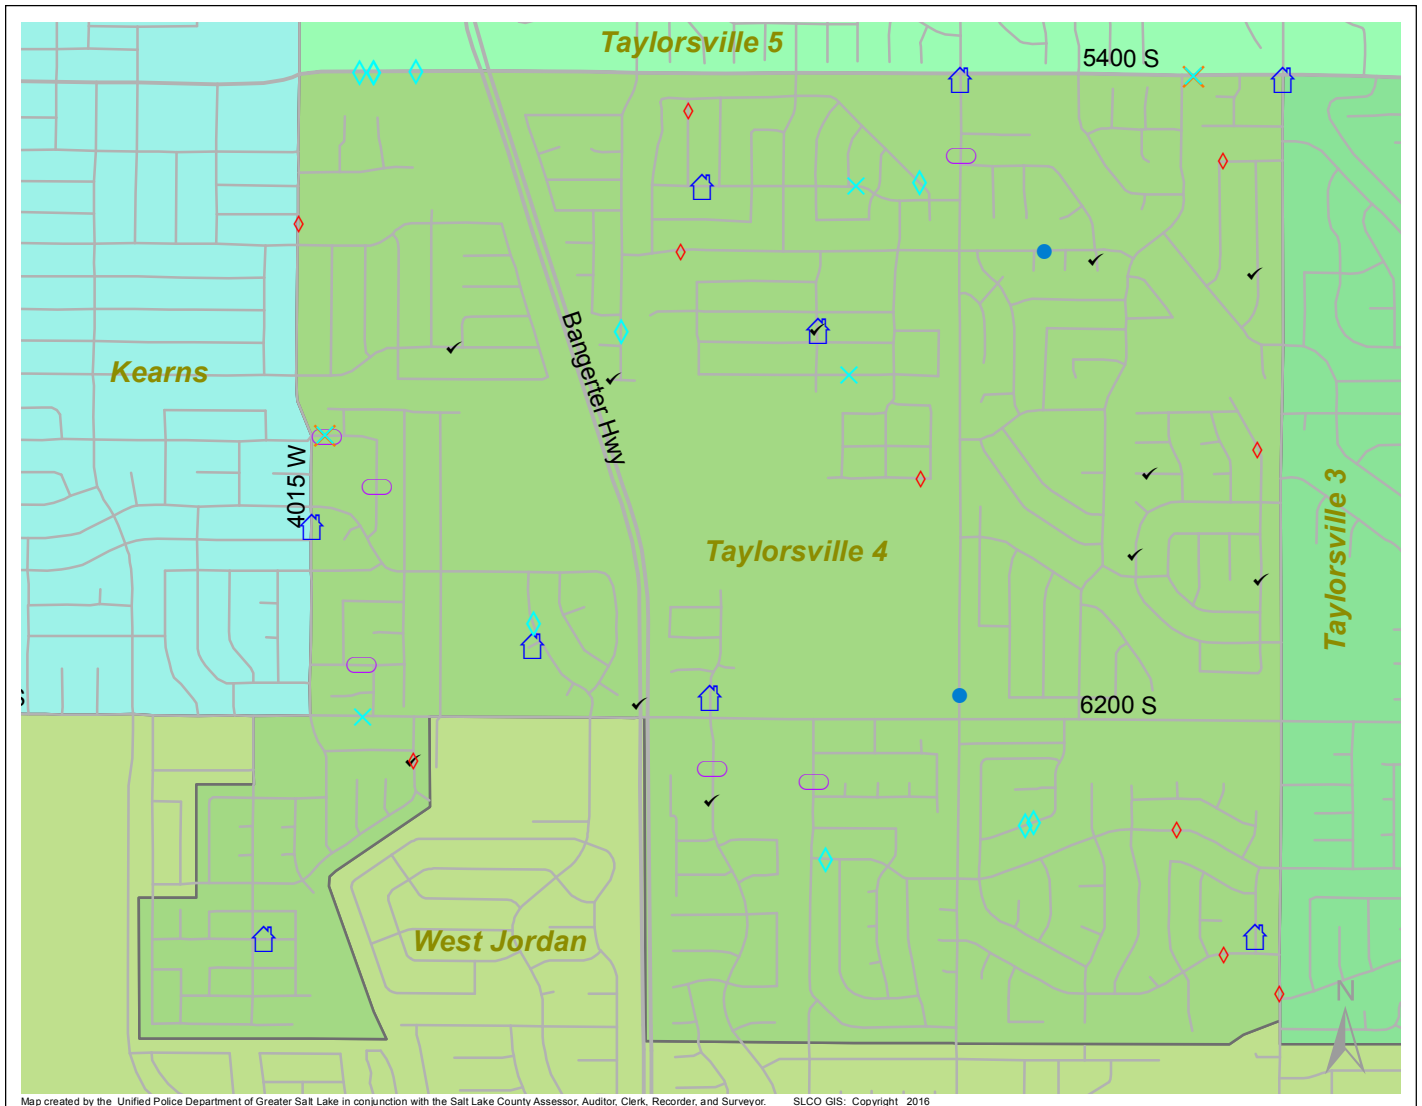 Taylorsville 5
5400 S
Bangerter Hwy
Kearns
4015 W
Taylorsville 4
Taylorsville 3
6200 S
West Jordan
N
Map created by the Unified Police Department of Greater Salt Lake in conjunction with the Salt Lake County Assessor, Auditor, Clerk, Recorder, and Surveyor. SLCO GIS: Copyright 2016